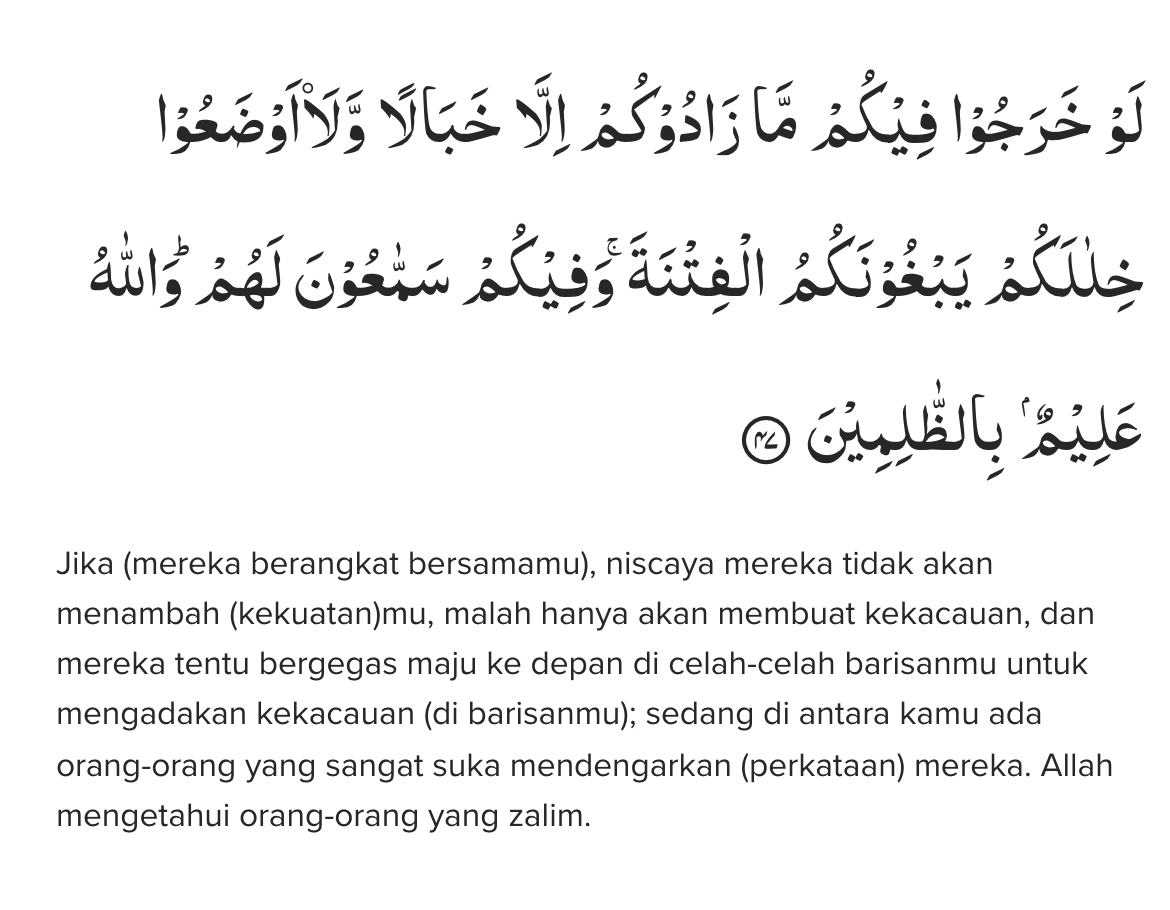 لَوْ خَرَجُوْا فِيْكُمْ مَّا زَادُوْكُمْ اِلَّا خَبَالًا وَّلَا۟اَوْضَعُوْا
خِلٰلَكُمْ يَبْغُوْنَكُمُ الْفِتْنَةَۚ وَفِيْكُمْ سَمّٰعُوْنَ لَهُمْۗ وَاللّٰهُ
عَلِيْمٌۢ بِالظّٰلِمِيْنَ ٤٧
Jika (mereka berangkat bersamamu), niscaya mereka tidak akan
menambah (kekuatan)mu, malah hanya akan membuat kekacauan, dan
mereka tentu bergegas maju ke depan di celah-celah barisanmu untuk
mengadakan kekacauan (di barisanmu); sedang di antara kamu ada
orang-orang yang sangat suka mendengarkan (perkataan) mereka. Allah
mengetahui orang-orang yang zalim.